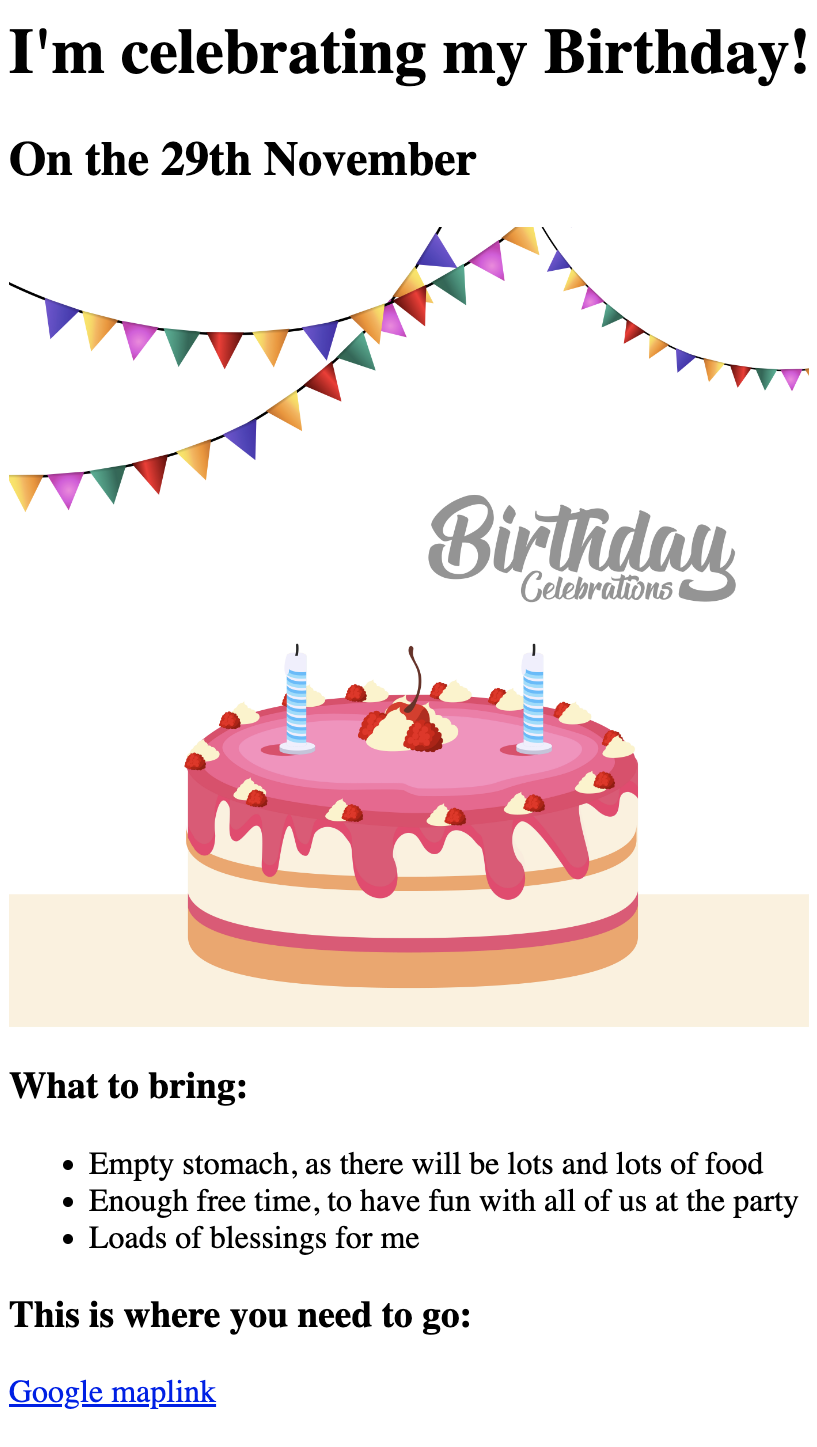 I'm celebrating my Birthday!
On the 29th November
Birthday
Celebrations
What to bring:
Empty stomach, as there will be lots and lots of food
Enough free time, to have fun with all of us at the party
Loads of blessings for me
This is where you need to go:
Google maplink